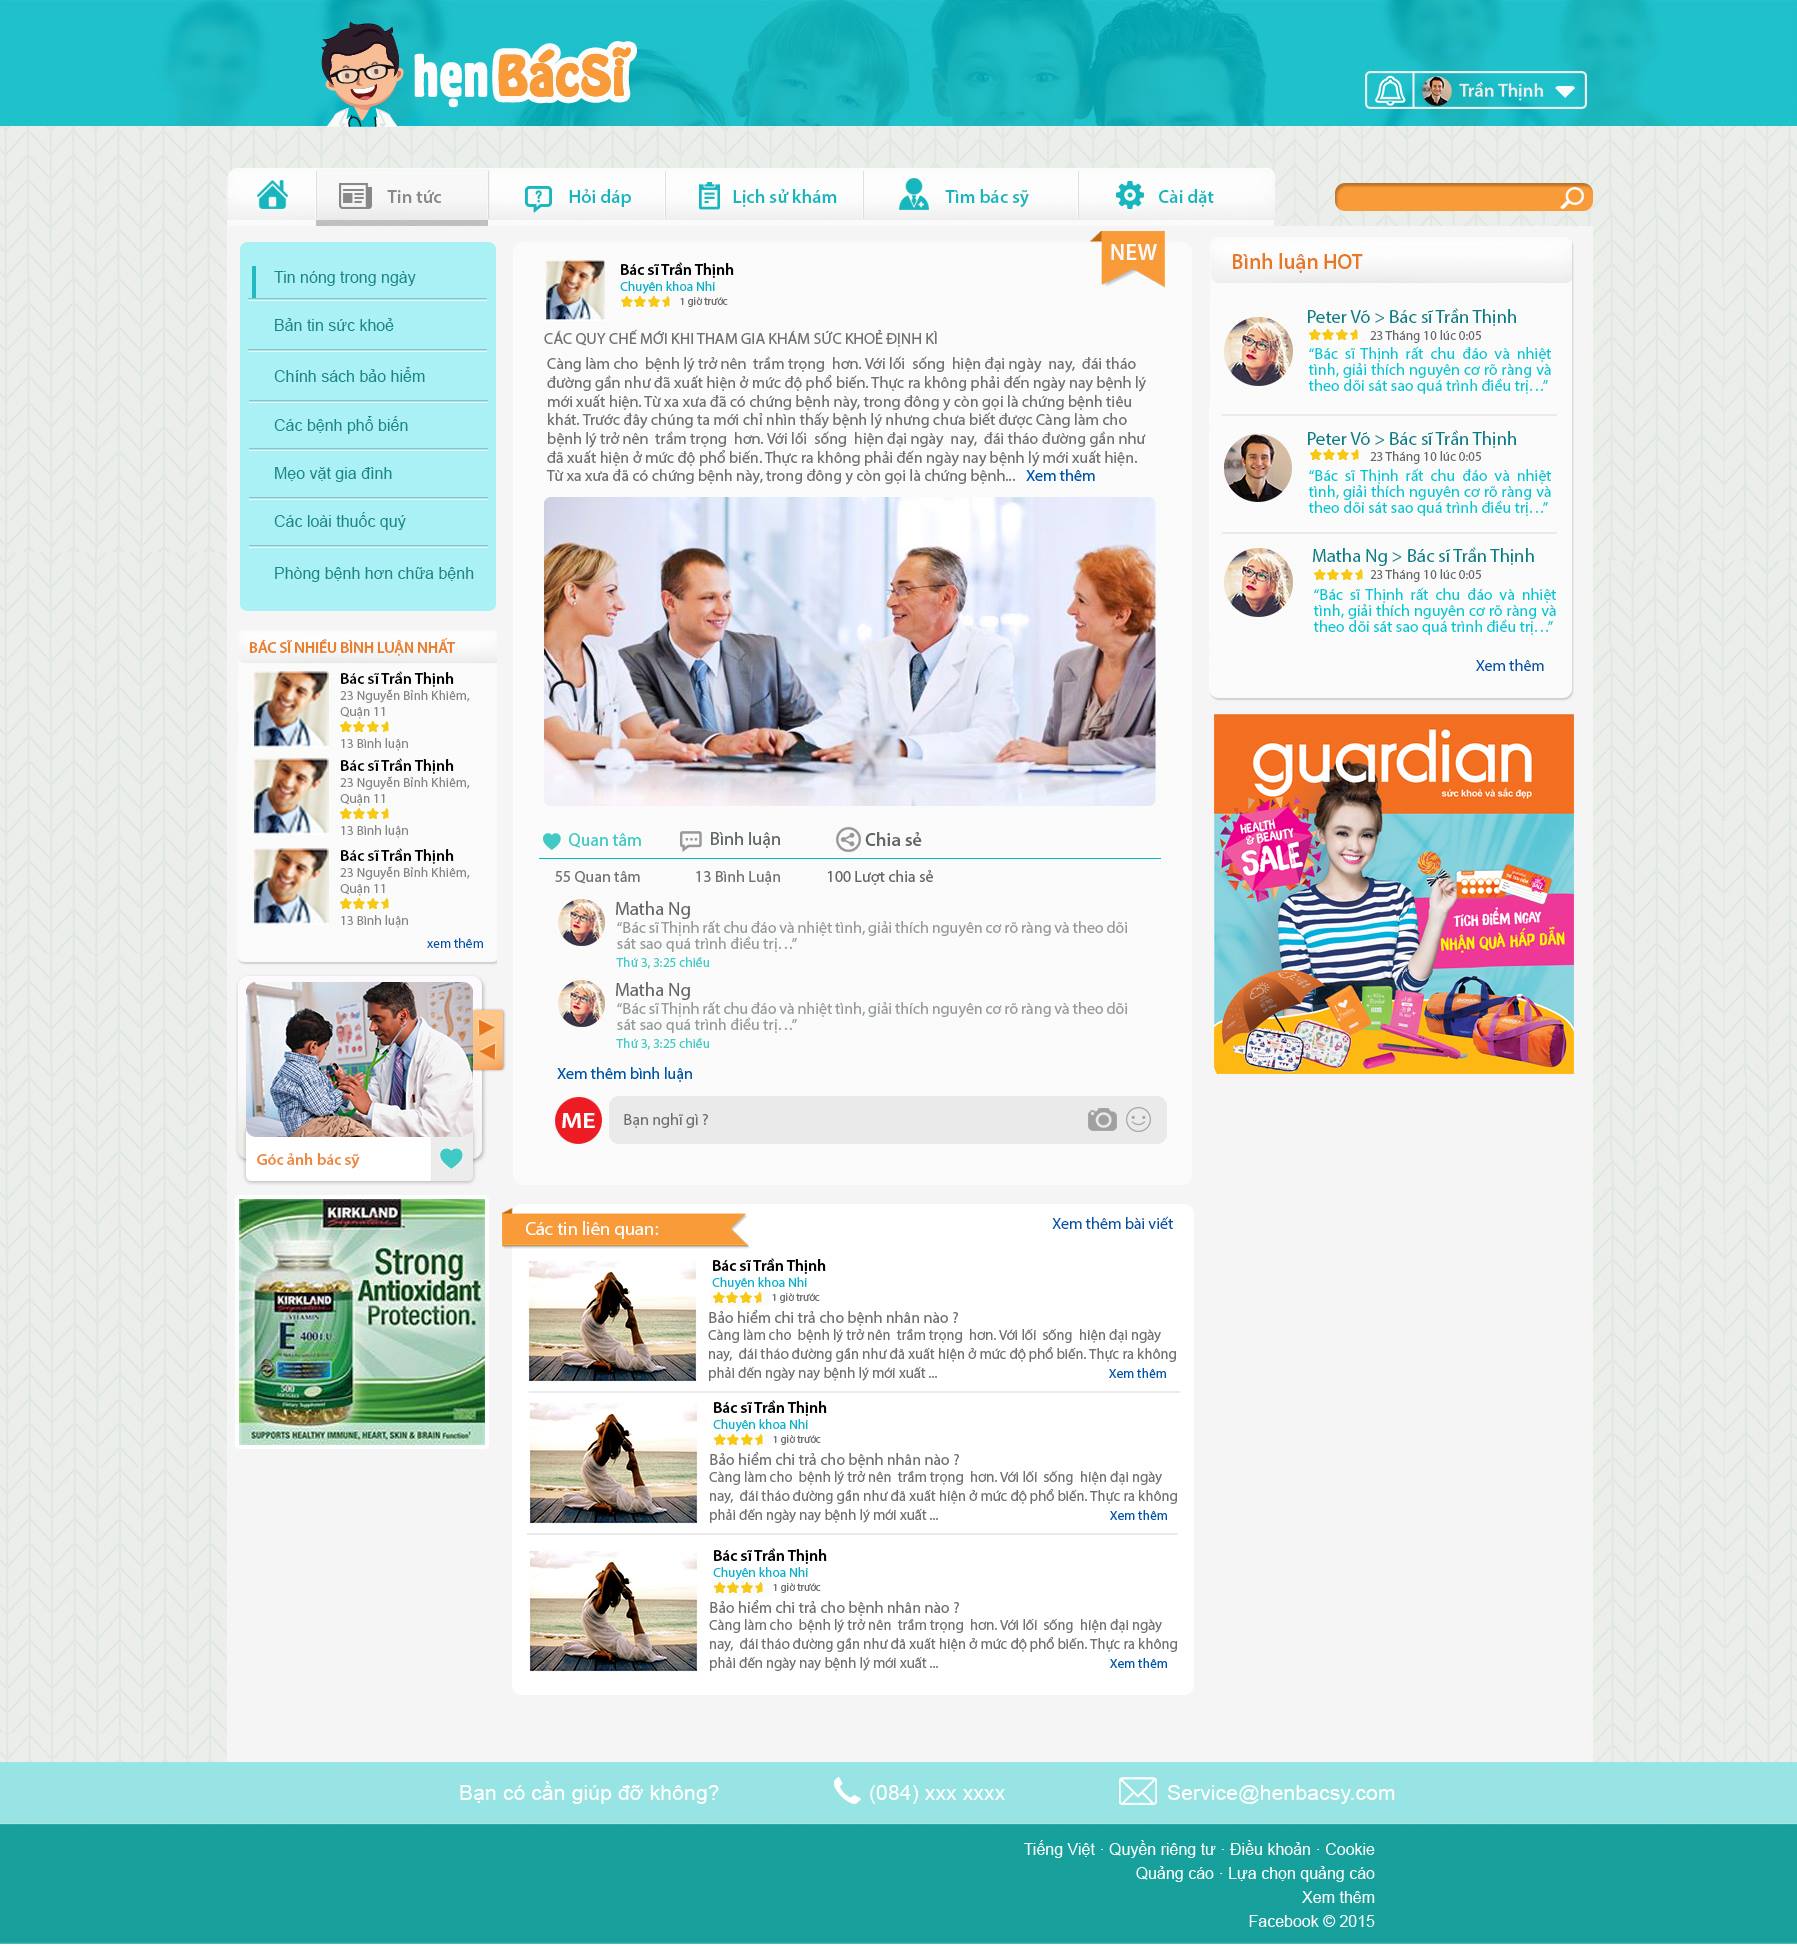 hẹn BácSĩ
Trần Thịnh
Tin tức
Hỏi dáp
Lịch sử khám
Tìm bác sỹ
Cài dặt
Tin nóng trong ngày
Bản tin sức khoẻ
Chính sách bảo hiểm
Các bệnh phổ biến
Mẹo vặt gia đình
Các loài thuốc quý
Phòng bệnh hơn chữa bệnh
BÁC SĨ NHIỀU BÌNH LUẬN NHẤT
Bác sĩ Trần Thịnh
23 Nguyễn Bỉnh Khiêm,
Quận 11
13 Bình luận
Bác sĩ Trần Thịnh
23 Nguyễn Bỉnh Khiêm,
Quận 11
13 Bình luận
Bác sĩ Trần Thịnh
23 Nguyễn Bỉnh Khiêm,
Quận 11
13 Bình luận
xem thêm
Góc ảnh bác sỹ
KIRKLAND
Signature
Strong
Antioxidant
Protection.
KIRKLAND
Signature
VITAMIN
E 400 I.U.
500
SOFTGELS
Dietary Supplement
SUPPORTS HEALTHY IMMUNE, HEART, SKIN & BRAIN Function
NEW
Bác sĩ Trần Thịnh
Chuyên khoa Nhi
1 giờ trước
CÁC QUY CHẾ MỚI KHI THAM GIA KHÁM SỨC KHOẺ ĐỊNH KÌ
Càng làm cho bệnh lý trở nên trầm trọng hơn. Với lối sống hiện đại ngày nay, đái tháo
đường gần như đã xuất hiện ở mức độ phổ biến. Thực ra không phải đến ngày nay bệnh lý
mới xuất hiện. Từ xa xưa đã có chứng bệnh này, trong đông y còn gọi là chứng bệnh tiêu
khát. Trước đây chúng ta mới chỉ nhìn thấy bệnh lý nhưng chưa biết được Càng làm cho
bệnh lý trở nên trầm trọng hơn. Với lối sống hiện đại ngày nay, đái tháo đường gần như
đã xuất hiện ở mức độ phổ biến. Thực ra không phải đến ngày nay bệnh lý mới xuất hiện.
Từ xa xưa đã có chứng bệnh này, trong đông y còn gọi là chứng bệnh... Xem thêm
Quan tâm
Bình luận
Chia sẻ
55 Quan tâm
13 Bình Luận
100 Lượt chia sẻ
Matha Ng
“Bác sĩ Thịnh rất chu đáo và nhiệt tình, giải thích nguyên cơ rõ ràng và theo dõi
sát sao quá trình điều trị…”
Thứ 3, 3:25 chiều
Matha Ng
“Bác sĩ Thịnh rất chu đáo và nhiệt tình, giải thích nguyên cơ rõ ràng và theo dõi
sát sao quá trình điều trị…”
Thứ 3, 3:25 chiều
Xem thêm bình luận
ME
Bạn nghĩ gì ?
Các tin liên quan:
Xem thêm bài viết
Bác sĩ Trần Thịnh
Chuyên khoa Nhi
1 giờ trước
Bảo hiểm chi trả cho bệnh nhân nào ?
Càng làm cho bệnh lý trở nên trầm trọng hơn. Với lối sống hiện đại ngày
nay, đái tháo đường gần như đã xuất hiện ở mức độ phổ biến. Thực ra không
phải đến ngày nay bệnh lý mới xuất ... Xem thêm
Bác sĩ Trần Thịnh
Chuyên khoa Nhi
1 giờ trước
Bảo hiểm chi trả cho bệnh nhân nào ?
Càng làm cho bệnh lý trở nên trầm trọng hơn. Với lối sống hiện đại ngày
nay, đái tháo đường gần như đã xuất hiện ở mức độ phổ biến. Thực ra không
phải đến ngày nay bệnh lý mới xuất ... Xem thêm
Bác sĩ Trần Thịnh
Chuyên khoa Nhi
1 giờ trước
Bảo hiểm chi trả cho bệnh nhân nào ?
Càng làm cho bệnh lý trở nên trầm trọng hơn. Với lối sống hiện đại ngày
nay, đái tháo đường gần như đã xuất hiện ở mức độ phổ biến. Thực ra không
phải đến ngày nay bệnh lý mới xuất ... Xem thêm
Bình luận HOT
Peter Võ > Bác sĩ Trần Thịnh
23 Tháng 10 lúc 0:05
“Bác sĩ Thịnh rất chu đáo và nhiệt
tình, giải thích nguyên cơ rõ ràng và
theo dõi sát sao quá trình điều trị…”
Peter Võ > Bác sĩ Trần Thịnh
23 Tháng 10 lúc 0:05
“Bác sĩ Thịnh rất chu đáo và nhiệt
tình, giải thích nguyên cơ rõ ràng và
theo dõi sát sao quá trình điều trị…”
Matha Ng > Bác sĩ Trần Thịnh
23 Tháng 10 lúc 0:05
“Bác sĩ Thịnh rất chu đáo và nhiệt
tình, giải thích nguyên cơ rõ ràng và
theo dõi sát sao quá trình điều trị…”
Xem thêm
guardian
sức khoẻ và sắc đẹp
HEALTH
& BEAUTY
SALE
TÍCH ĐIỂM NGAY
NHẬN QUÀ HẤP DẪN
Bạn có cần giúp đỡ không?
(084) xxx xxxx
Service@henbacsy.com
Tiếng Việt · Quyền riêng tư · Điều khoản · Cookie
Quảng cáo · Lựa chọn quảng cáo
Xem thêm
Facebook © 2015